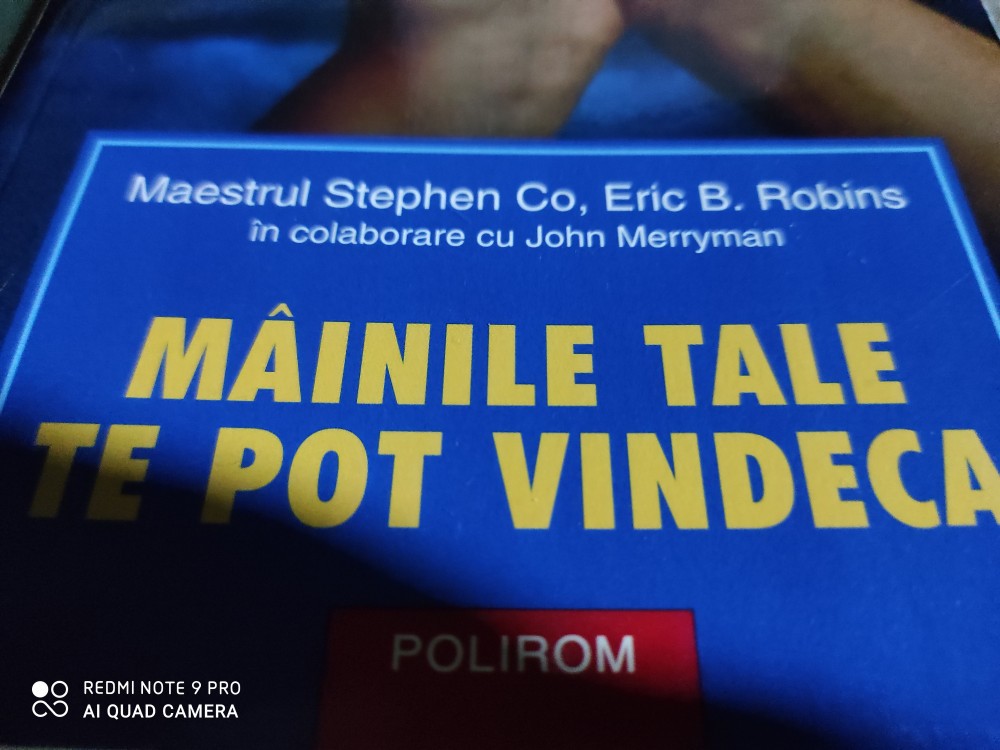 Maestrul Stephen Co, Eric B. Robins
în colaborare cu John Merryman
MÂINILE TALE
TE POT VINDECA
POLIROM
REDMI NOTE 9 PRO
AI QUAD CAMERA